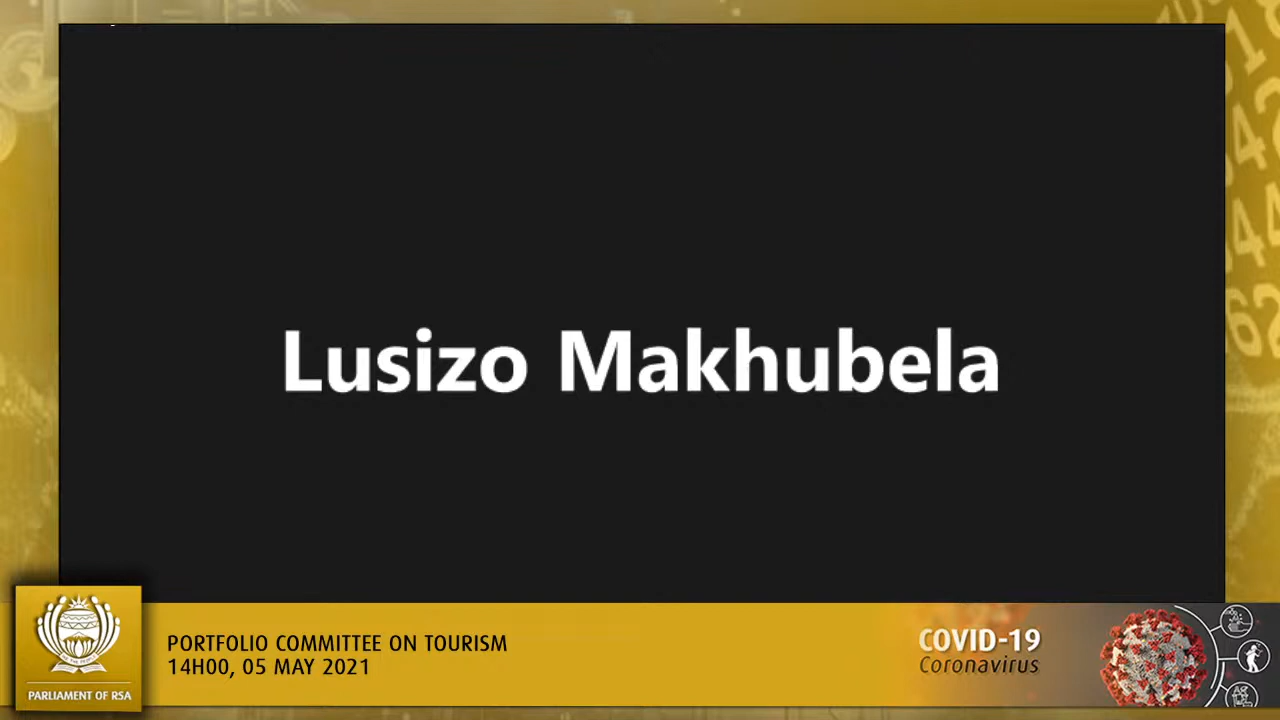 Lusizo Makhubela
PORTFOLIO COMMITTEE ON TOURISM
14H00, 05 MAY 2021
COVID-19
Coronavirus
PARLIAMENT OF RSA